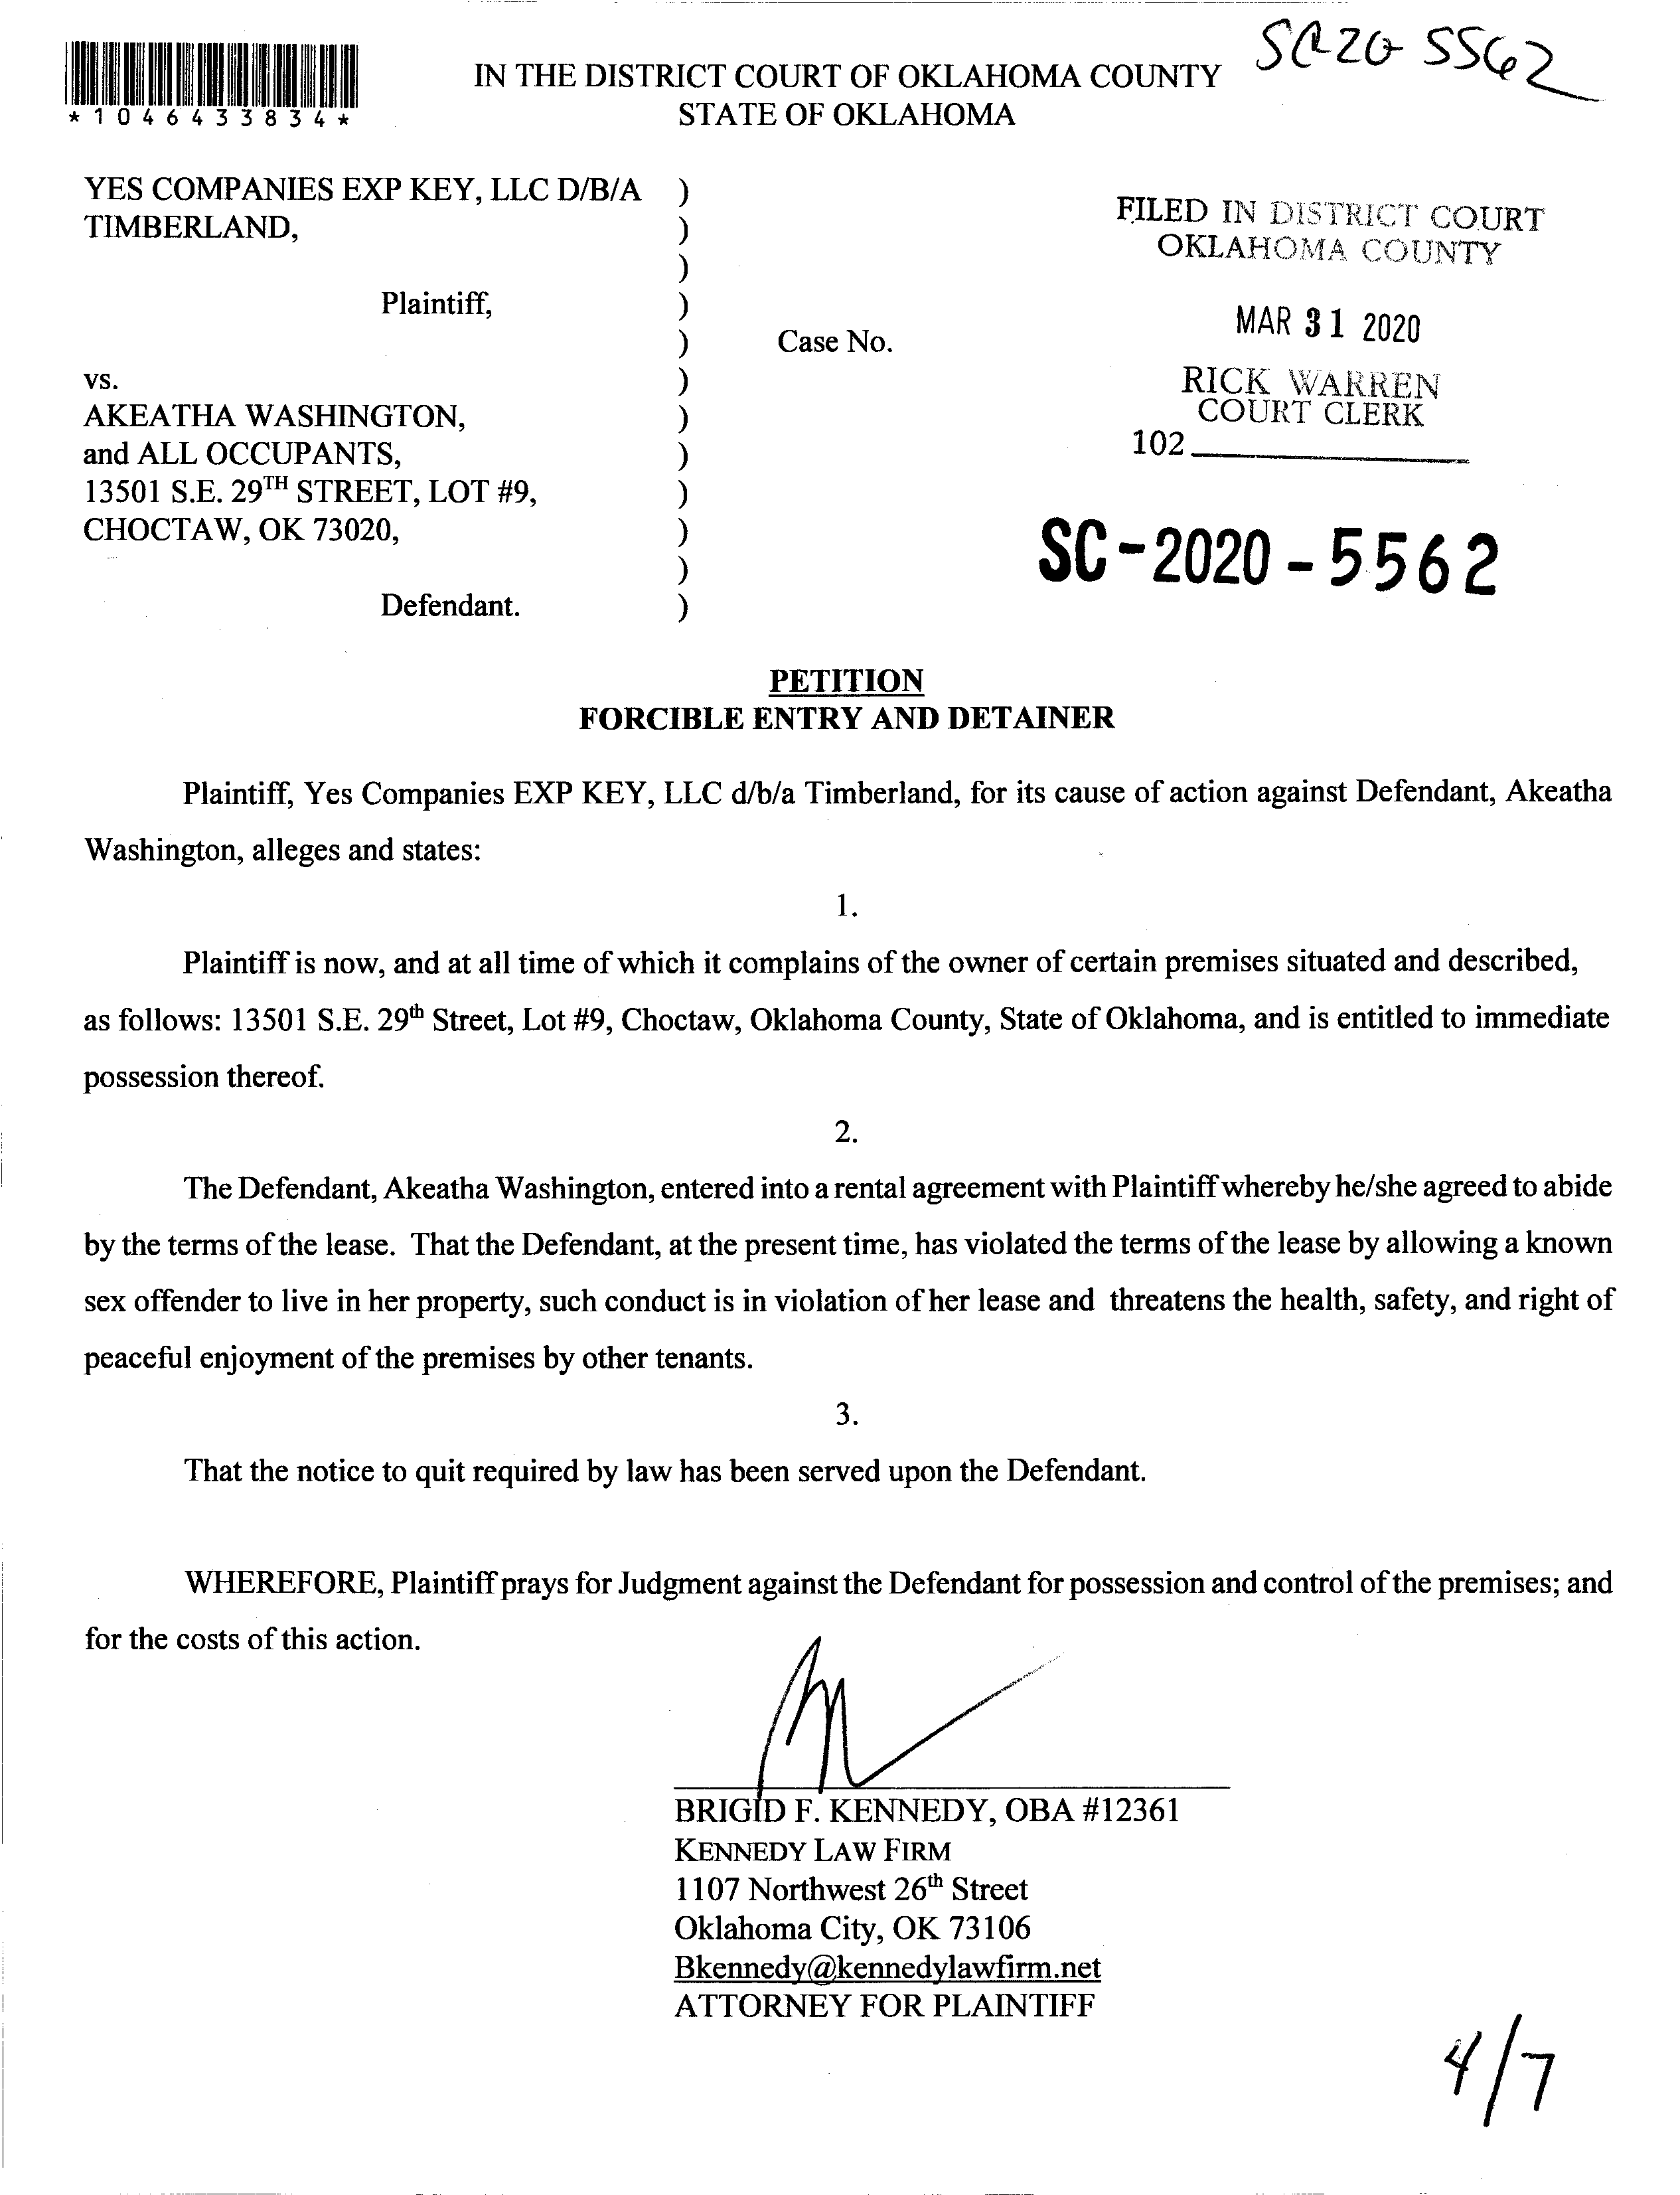 SC20 5562
*1046433834*
IN THE DISTRICT COURT OF OKLAHOMA COUNTY
STATE OF OKLAHOMA
YES COMPANIES EXP KEY, LLC D/B/A )
TIMBERLAND, )
)
Plaintiff, )
) Case No.
vs. )
AKEATHA WASHINGTON, )
and ALL OCCUPANTS, )
13501 S.E. 29TH STREET, LOT #9, )
CHOCTAW, OK 73020, )
)
Defendant. )
FILED IN DISTRICT COURT
OKLAHOMA COUNTY
MAR 31 2020
RICK WARREN
COURT CLERK
102
SC-2020-5562
PETITION
FORCIBLE ENTRY AND DETAINER
Plaintiff, Yes Companies EXP KEY, LLC d/b/a Timberland, for its cause of action against Defendant, Akeatha
Washington, alleges and states:
1.
Plaintiff is now, and at all time of which it complains of the owner of certain premises situated and described,
as follows: 13501 S.E. 29th Street, Lot #9, Choctaw, Oklahoma County, State of Oklahoma, and is entitled to immediate
possession thereof.
2.
The Defendant, Akeatha Washington, entered into a rental agreement with Plaintiff whereby he/she agreed to abide
by the terms of the lease. That the Defendant, at the present time, has violated the terms of the lease by allowing a known
sex offender to live in her property, such conduct is in violation of her lease and threatens the health, safety, and right of
peaceful enjoyment of the premises by other tenants.
3.
That the notice to quit required by law has been served upon the Defendant.
WHEREFORE, Plaintiff prays for Judgment against the Defendant for possession and control of the premises; and
for the costs of this action.
BRIGID F. KENNEDY, OBA #12361
KENNEDY LAW FIRM
1107 Northwest 26th Street
Oklahoma City, OK 73106
Bkennedy@kennedylawfirm.net
ATTORNEY FOR PLAINTIFF
4/7